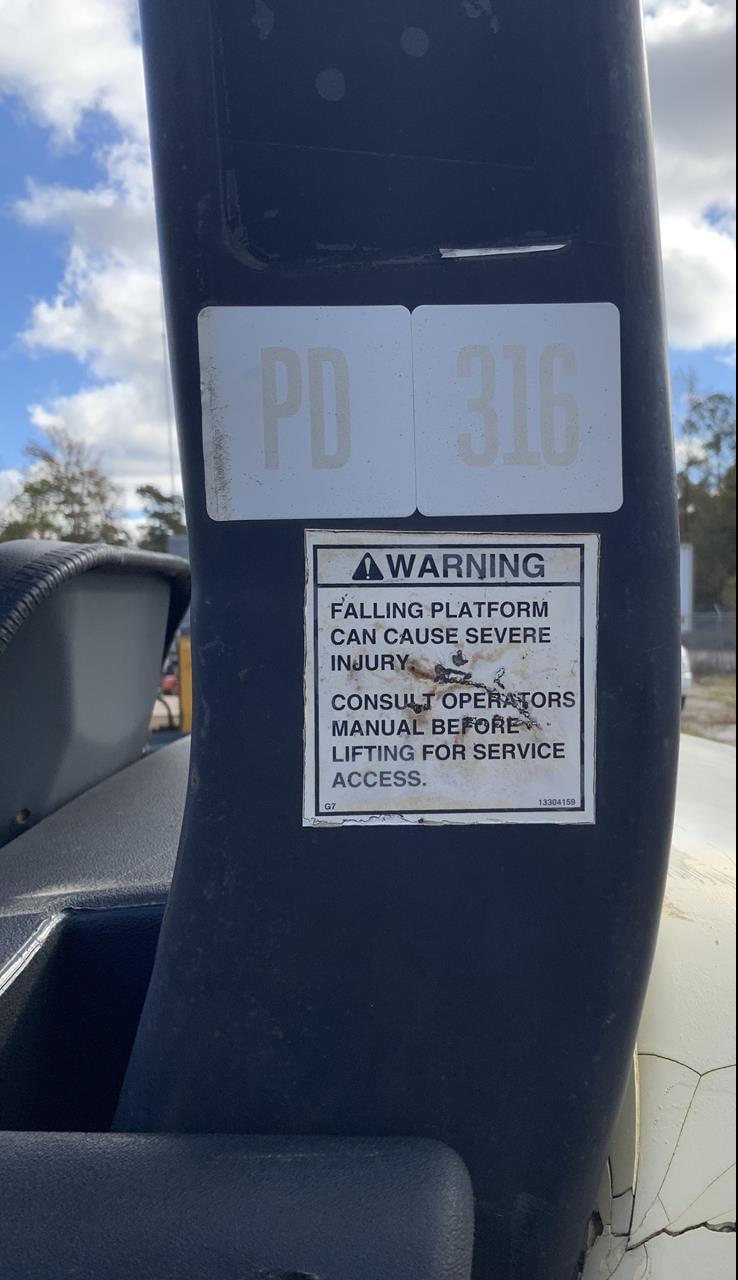 PD 316
WARNING
FALLING PLATFORM
CAN CAUSE SEVERE
INJURY.
CONSULT OPERATORS
MANUAL BEFORE
LIFTING FOR SERVICE
ACCESS.
G7 13304159